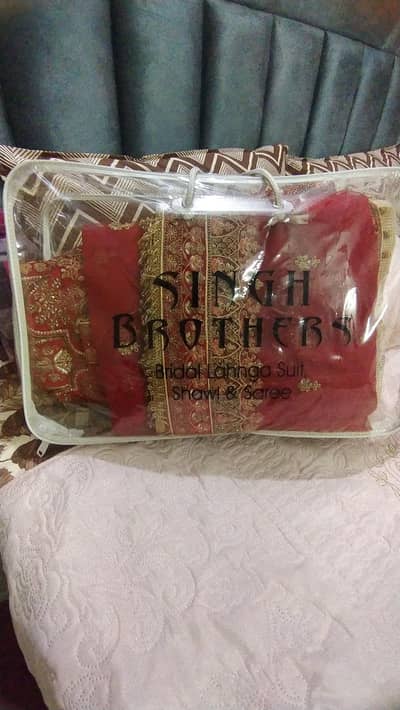 SINGH
BROTHERS
Bridal Lahnga Suit,
Shawl & Saree